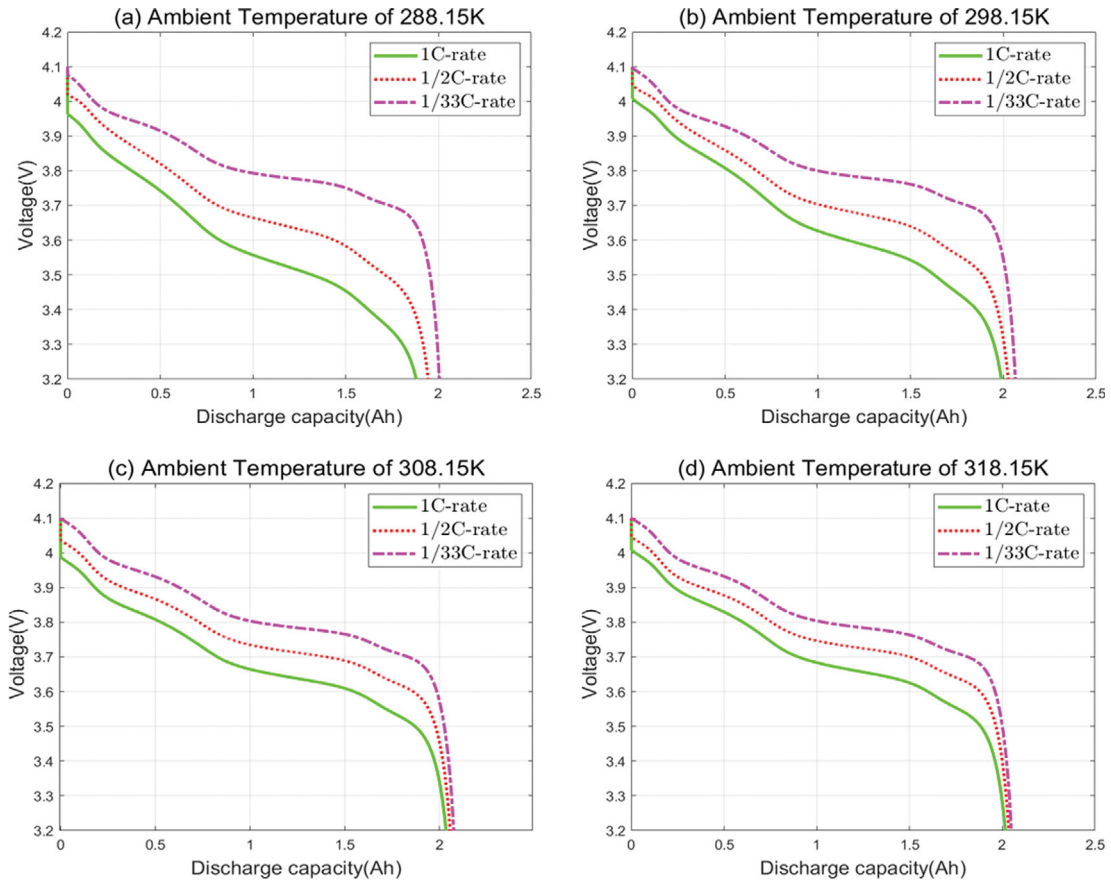 (a) Ambient Temperature of 288.15K
4.2
4.1
4
3.9
3.8
3.7
3.6
3.5
3.4
3.3
3.2
Voltage(V)
1C-rate
1/2C-rate
1/33C-rate
0
0.5
1
1.5
2
2.5
Discharge capacity(Ah)
(b) Ambient Temperature of 298.15K
4.2
4.1
4
3.9
3.8
3.7
3.6
3.5
3.4
3.3
3.2
Voltage(V)
1C-rate
1/2C-rate
1/33C-rate
0
0.5
1
1.5
2
2.5
Discharge capacity(Ah)
(c) Ambient Temperature of 308.15K
4.2
4.1
4
3.9
3.8
3.7
3.6
3.5
3.4
3.3
3.2
Voltage(V)
1C-rate
1/2C-rate
1/33C-rate
0
0.5
1
1.5
2
Discharge capacity(Ah)
(d) Ambient Temperature of 318.15K
4.2
4.1
4
3.9
3.8
3.7
3.6
3.5
3.4
3.3
3.2
Voltage(V)
1C-rate
1/2C-rate
1/33C-rate
0
0.5
1
1.5
2
2.5
Discharge capacity(Ah)